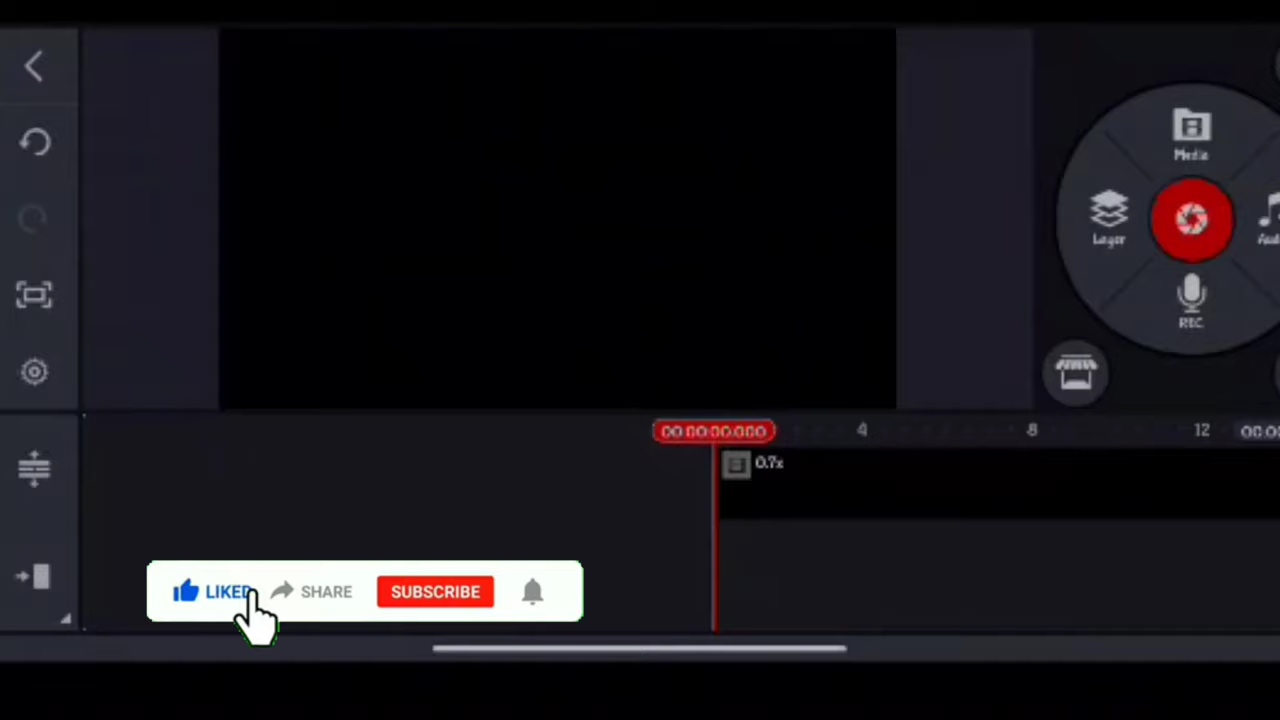 Media
Layer
REC
00:00:00.000
4
8
12
0.7x
LIKED
SHARE
SUBSCRIBE